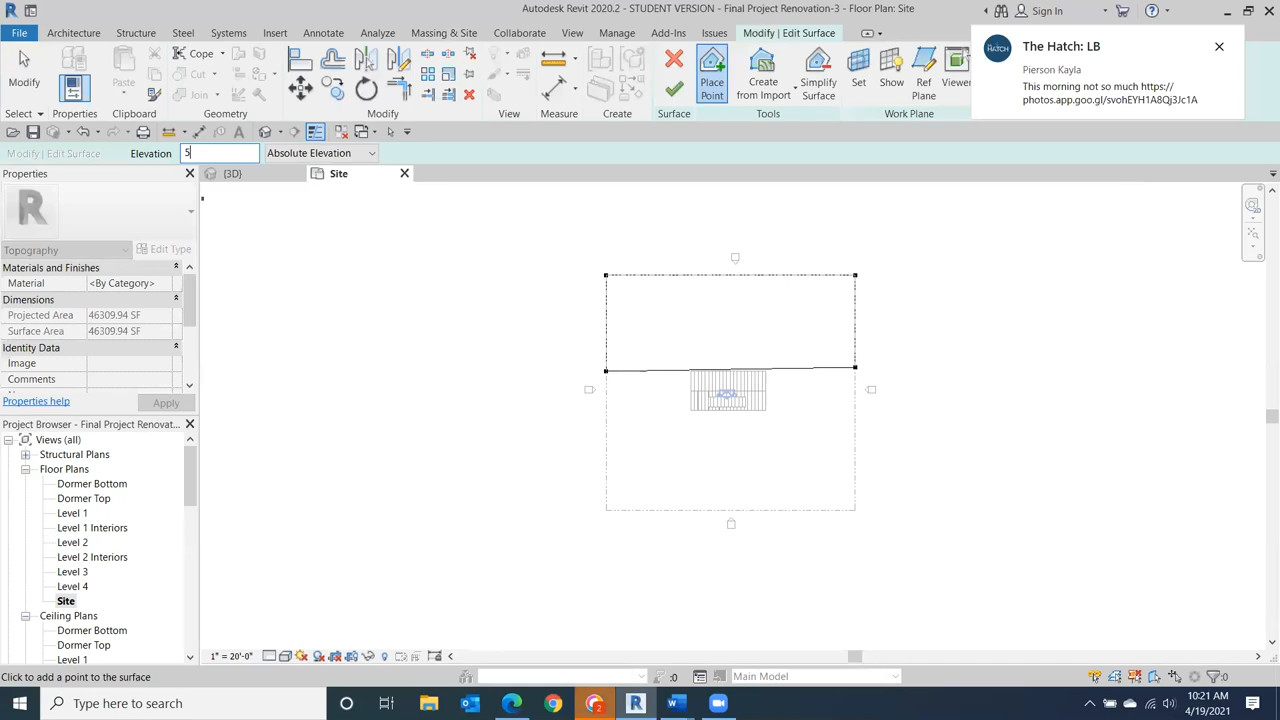 Autodesk Revit 2020.2 - STUDENT VERSION - Final Project Renovation-3 - Floor Plan: Site
Sign In
File Architecture Structure Steel Systems Insert Annotate Analyze Massing & Site Collaborate View Manage Add-Ins Issues Modify | Edit Surface
The Hatch: LB
HATCH
Pierson Kayla
This morning not so much https://
photos.app.goo.gl/svohEYH1A8Qj3Jc1A
Modify
Paste
Cope
Cut
Join
Place
Point
Create
from Import
Simplify
Surface
Set
Show
Ref
Plane
Viewer
Select
Properties
Clipboard
Geometry
Modify
View
Measure
Create
Surface
Tools
Work Plane
Modify | Edit Surface
Elevation
5
Absolute Elevation
Properties
{3D}
Site
Topography
Edit Type
Materials and Finishes
Material <By Category>
Dimensions
Projected Area 46309.94 SF
Surface Area 46309.94 SF
Identity Data
Image
Comments
Properties help
Apply
Project Browser - Final Project Renovat...
Views (all)
Structural Plans
Floor Plans
Dormer Bottom
Dormer Top
Level 1
Level 1 Interiors
Level 2
Level 2 Interiors
Level 3
Level 4
Site
Ceiling Plans
Dormer Bottom
Dormer Top
Level 1
1" = 20'-0"
Click to add a point to the surface
:0
Main Model
:0
Type here to search
2
10:21 AM
4/19/2021